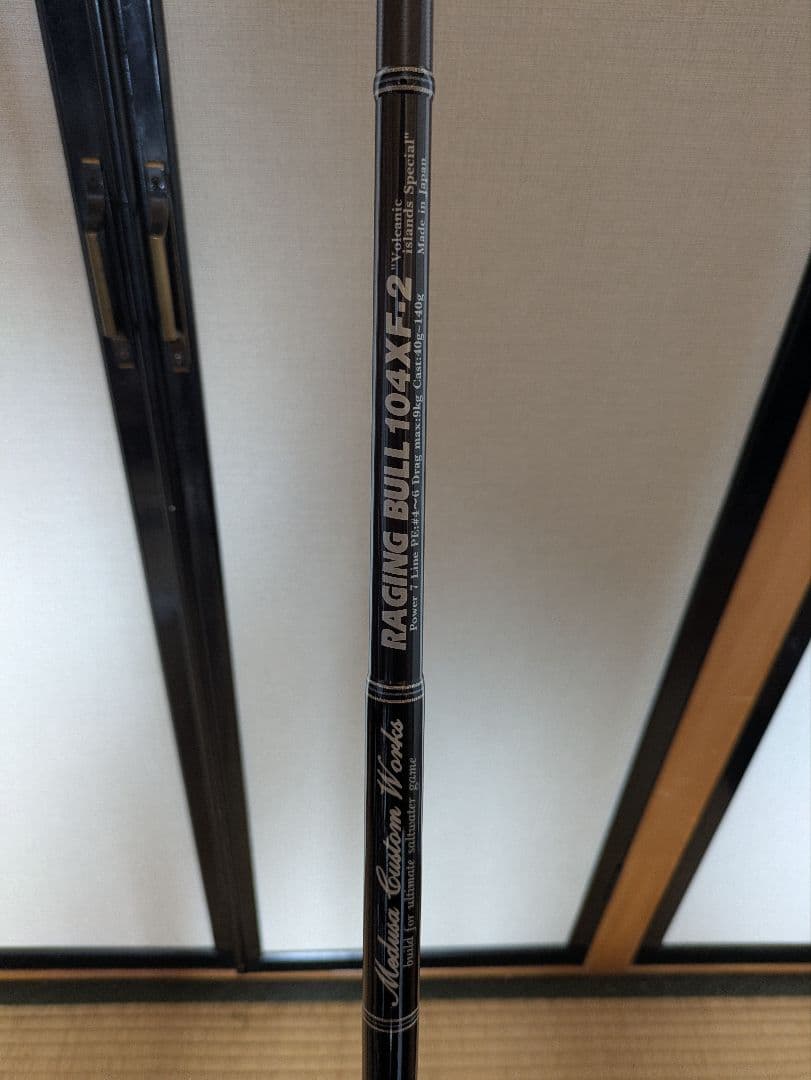 Medusa Custom Works
build for ultimate saltwater game
RAGING BULL 104XF-2
Power 7 Line PE:#4～6 Drag max:9kg Cast:40g-140g
"Volcanic
islands Special"
Made in Japan